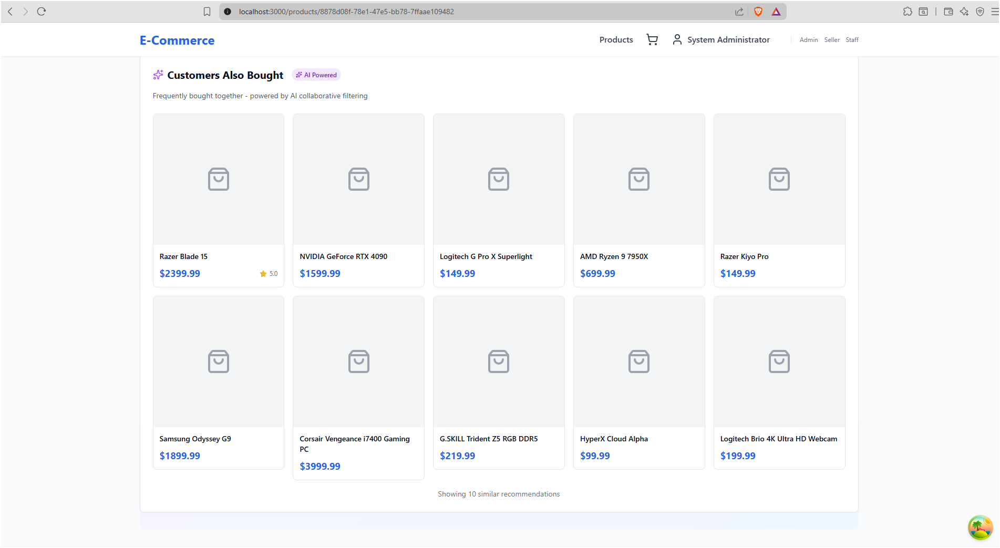 localhost:3000/products/8878d08f-78e1-47e5-bb78-7ffaae109482
E-Commerce
Products
System Administrator
Admin
Seller
Staff
Customers Also Bought
AI Powered
Frequently bought together - powered by AI collaborative filtering
Razer Blade 15
$2399.99
5.0
NVIDIA GeForce RTX 4090
$1599.99
Logitech G Pro X Superlight
$149.99
AMD Ryzen 9 7950X
$699.99
Razer Kiyo Pro
$149.99
Samsung Odyssey G9
$1899.99
Corsair Vengeance i7400 Gaming
PC
$3999.99
G.SKILL Trident Z5 RGB DDR5
$219.99
HyperX Cloud Alpha
$99.99
Logitech Brio 4K Ultra HD Webcam
$199.99
Showing 10 similar recommendations